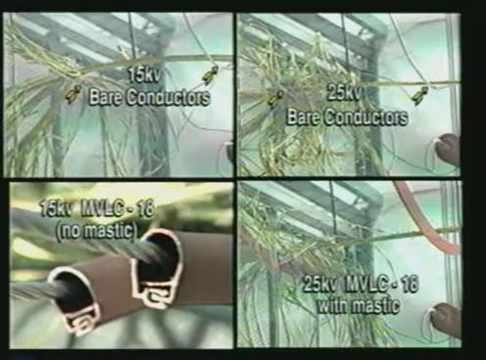 15kv
Bare Conductors
25kv
Bare Conductors
15kv MVLC - 18
(no mastic)
25kv MVLC - 18
with mastic